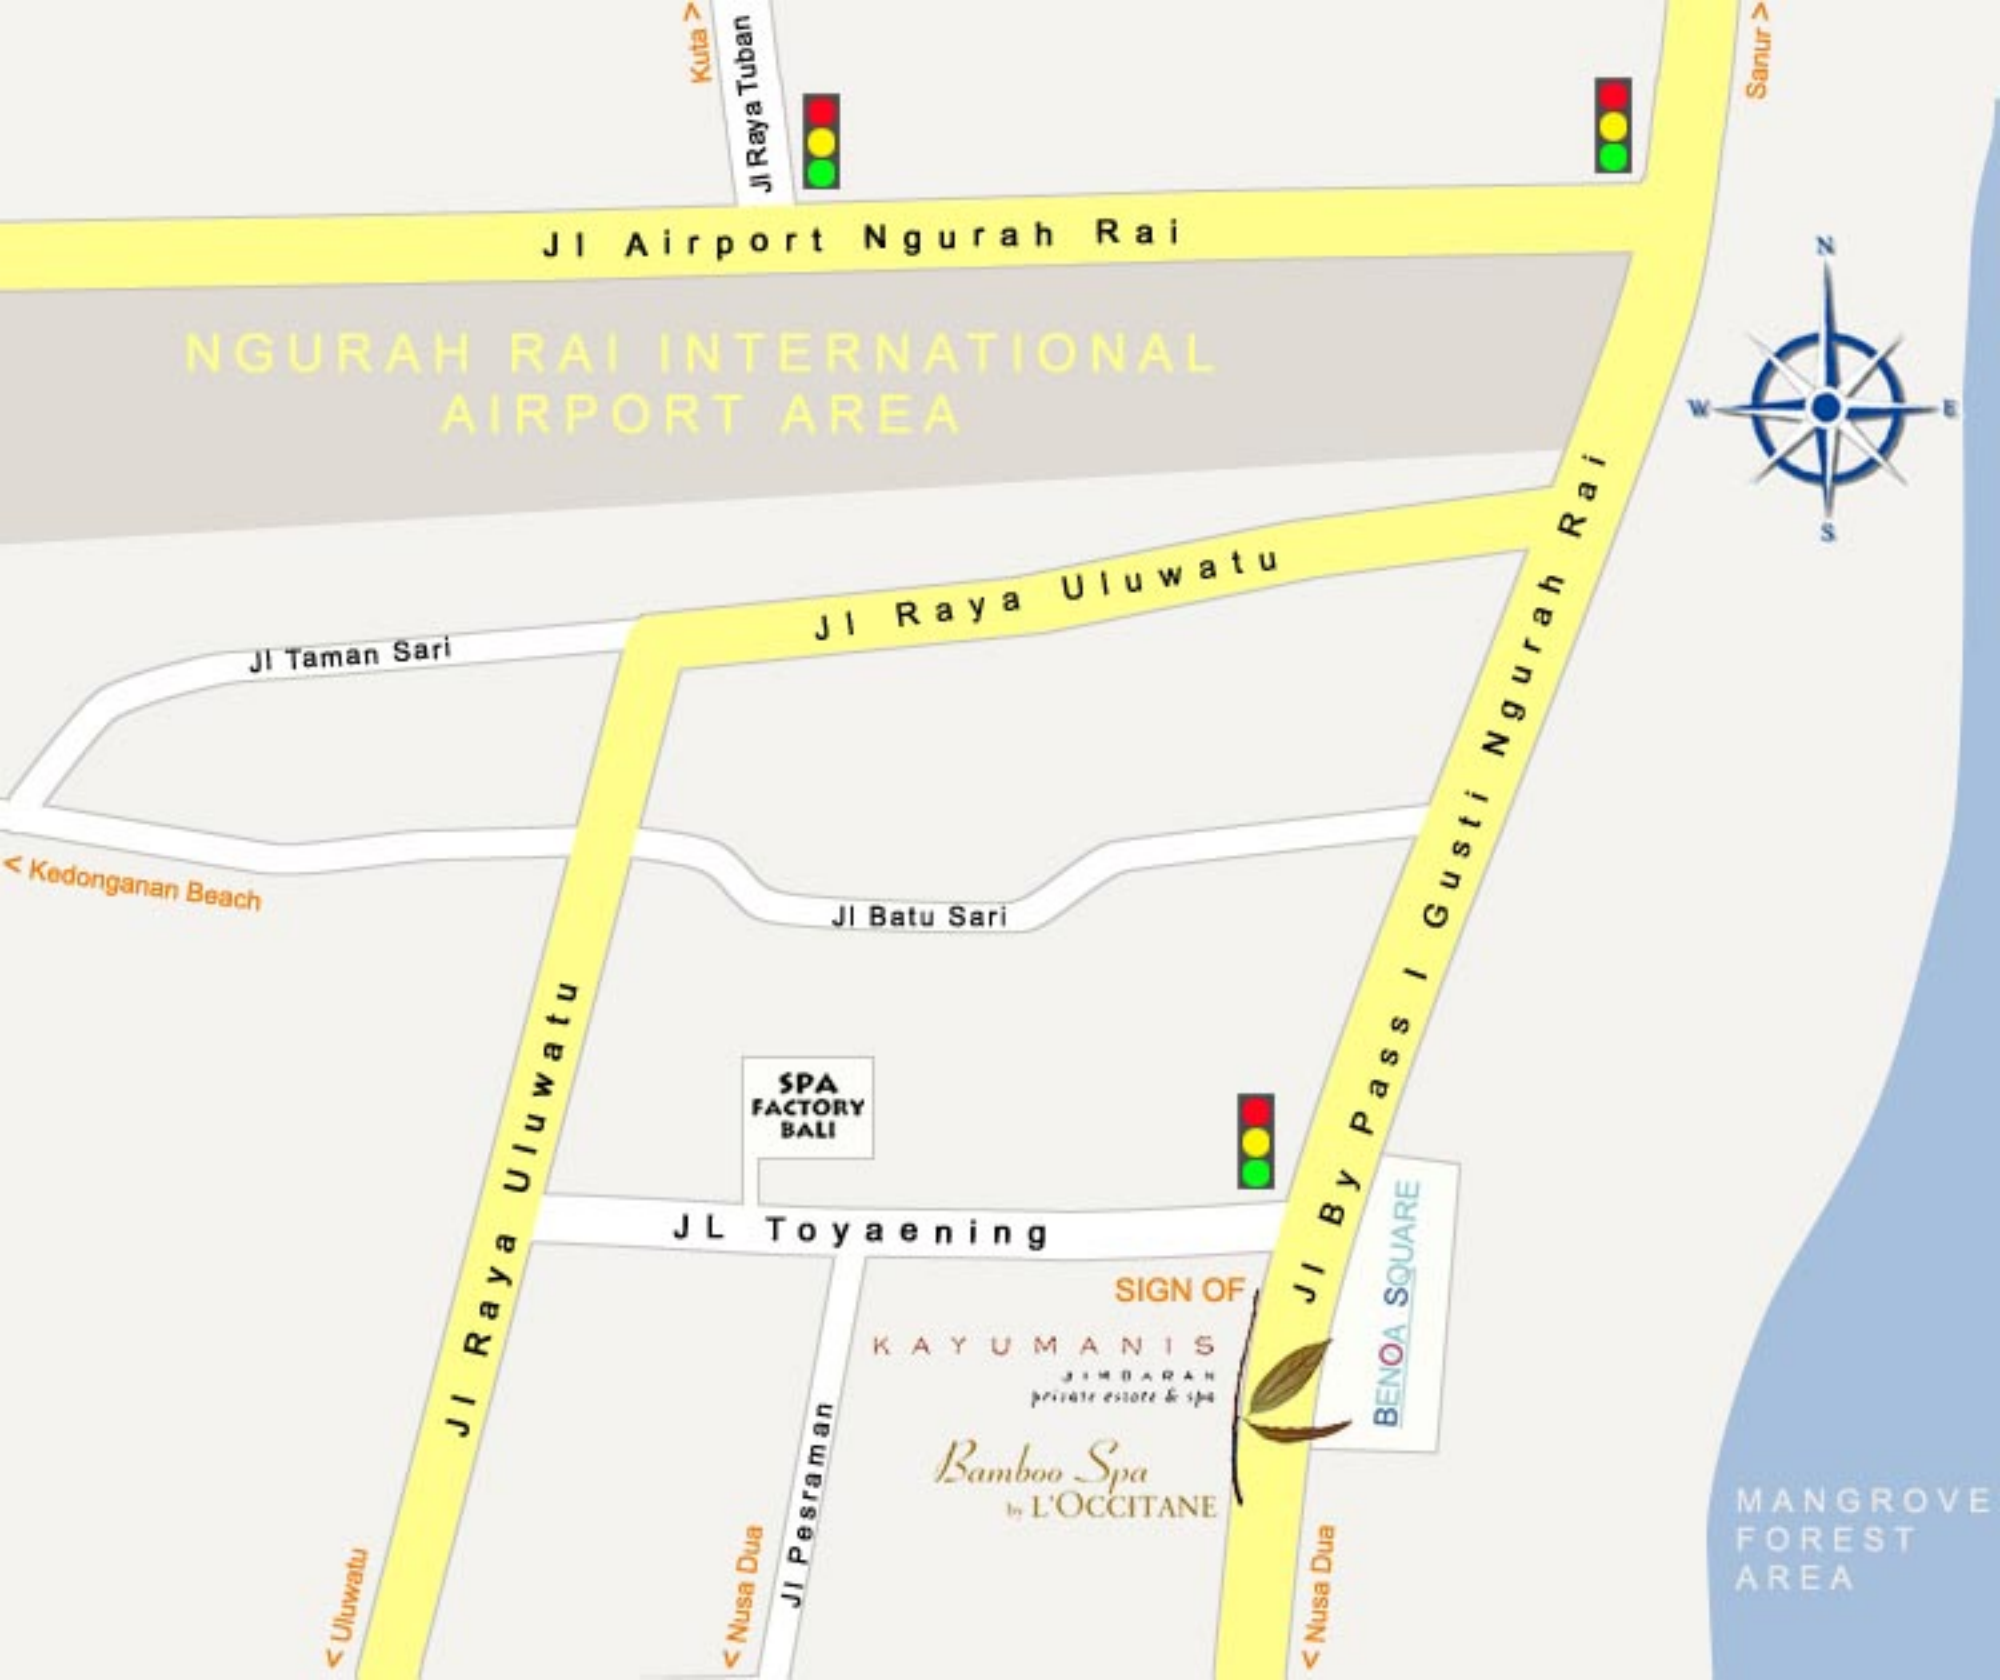 Kuta >
Jl Raya Tuban
Sanur >
Jl Airport Ngurah Rai
N
W
E
S
NGURAH RAI INTERNATIONAL
AIRPORT AREA
Jl Raya Uluwatu
Jl Taman Sari
Jl By Pass I Gusti Ngurah Rai
< Kedonganan Beach
Jl Batu Sari
Jl Raya Uluwatu
SPA
FACTORY
BALI
JL Toyaening
BENOA SQUARE
SIGN OF
KAYUMANIS
JIMBARAN
private estate & spa
Bamboo Spa
by L'OCCITANE
Jl Pesraman
< Uluwatu
< Nusa Dua
< Nusa Dua
MANGROVE
FOREST
AREA